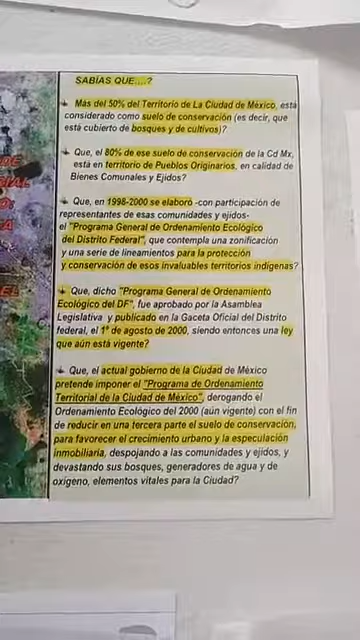 SABÍAS QUE....?
Más del 50% del Territorio de La Ciudad de México, está
considerado como suelo de conservación (es decir, que
está cubierto de bosques y de cultivos)?
Que, el 80% de ese suelo de conservación de la Cd Mx,
está en territorio de Pueblos Originarios, en calidad de
Bienes Comunales y Ejidos?
Que, en 1998-2000 se elaboro -con participación de
representantes de esas comunidades y ejidos-
el "Programa General de Ordenamiento Ecológico
del Distrito Federal", que contempla una zonificación
y una serie de lineamientos para la protección
y conservación de esos invaluables territorios indígenas?
Que, dicho "Programa General de Ordenamiento
Ecológico del DF", fue aprobado por la Asamblea
Legislativa y publicado en la Gaceta Oficial del Distrito
federal, el 1° de agosto de 2000, siendo entonces una ley
que aún está vigente?
Que, el actual gobierno de la Ciudad de México
pretende imponer el "Programa de Ordenamiento
Territorial de la Ciudad de México", derogando el
Ordenamiento Ecológico del 2000 (aún vigente) con el fin
de reducir en una tercera parte el suelo de conservación,
para favorecer el crecimiento urbano y la especulación
inmobiliaria, despojando a las comunidades y ejidos, y
devastando sus bosques, generadores de agua y de
oxigeno, elementos vitales para la Ciudad?